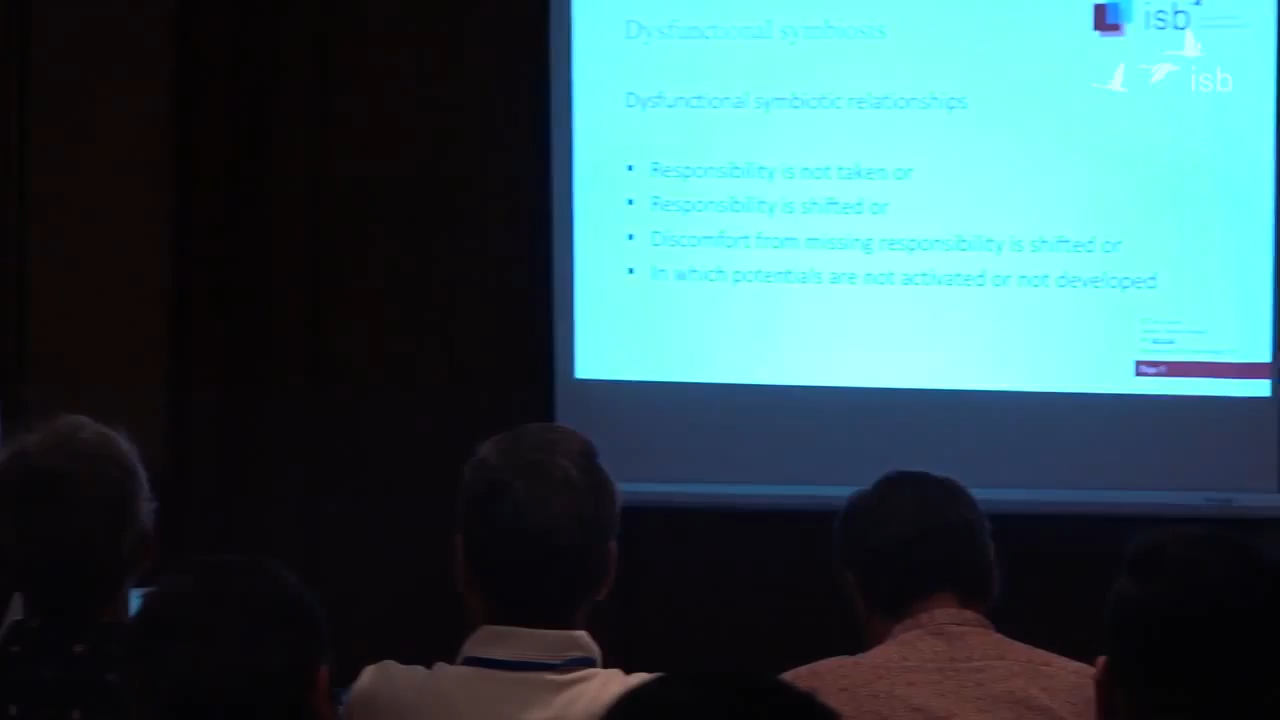 Dysfunctional symbiosis
isb
isb
Dysfunctional symbiotic relationships
▪ Responsibility is not taken or
▪ Responsibility is shifted or
▪ Discomfort from missing responsibility is shifted or
▪ In which potentials are not activated or not developed